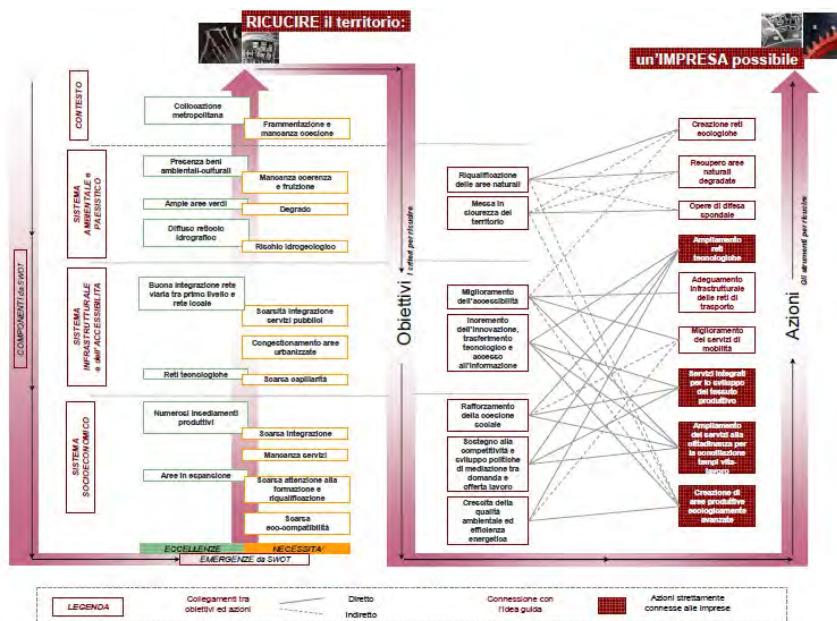 RICUCIRE il territorio:
un'IMPRESA possibile
COMPONENTI da SWOT
CONTESTO
Collocazione
metropolitana
Frammentazione e
mancanza coesione
SISTEMA
AMBIENTALE e
PAESISTICO
Presenza beni
ambientali-culturali
Mancanza coerenza
e fruizione
Ample aree verdi
Degrado
Diffuso reticolo
idrografico
Rischio idrogeologico
SISTEMA
INFRASTRUTTURALE
e dell'ACCESSIBILITÀ
Buona integrazione rete
viaria tra primo livello e
rete locale
Scarsità integrazione
servizi pubblici
Congestionamento aree
urbanizzate
Reti tecnologiche
Scarsa capillarità
SISTEMA
SOCIOECONOMICO
Numerosi insediamenti
produttivi
Scarsa integrazione
Mancanza servizi
Aree in espansione
Scarsa attenzione alla
formazione e
riqualificazione
Scarsa
eco-compatibilità
ECCELLENZE
NECESSITA'
EMERGENZE da SWOT
Obiettivi
I criteri per ricucire
Riqualificazione
delle aree naturali
Messa in
sicurezza del
territorio
Miglioramento
dell'accessibilità
Incremento
dell'innovazione,
trasferimento
tecnologico e
accesso
all'informazione
Rafforzamento
della coesione
sociale
Sostegno alla
competitività e
sviluppo politiche
di mediazione tra
domanda e
offerta lavoro
Crescita della
qualità
ambientale ed
efficienza
energetica
Creazione reti
ecologiche
Recupero aree
naturali
degradate
Opere di difesa
spondale
Ampliamento
reti
tecnologiche
Adeguamento
infrastrutturale
delle reti di
trasporto
Miglioramento
dei servizi di
mobilità
Servizi integrati
per lo sviluppo
del tessuto
produttivo
Ampliamento
dei servizi alla
cittadinanza per
la conciliazione
tempi vita-
lavoro
Creazione di
aree produttive
ecologicamente
avanzate
Azioni
Gli strumenti per ricucire
LEGENDA
Collegamenti tra
obiettivi ed azioni
Diretto
Indiretto
Connessione con
l'idea guida
Azioni strettamente
connesse alle imprese